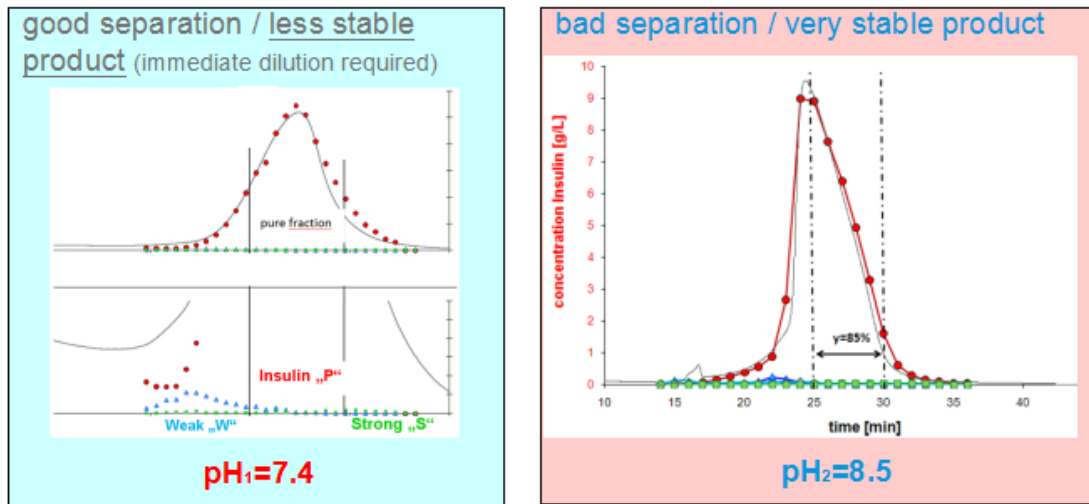 good separation / less stable
product (immediate dilution required)
pure fraction
Insulin „P"
Weak „W"
Strong „S"
pH₁=7.4
bad separation / very stable product
concentration Insulin [g/L]
10
9
8
7
6
5
4
3
2
1
0
y=85%
10 15 20 25 30 35 40
time [min]
pH₂=8.5